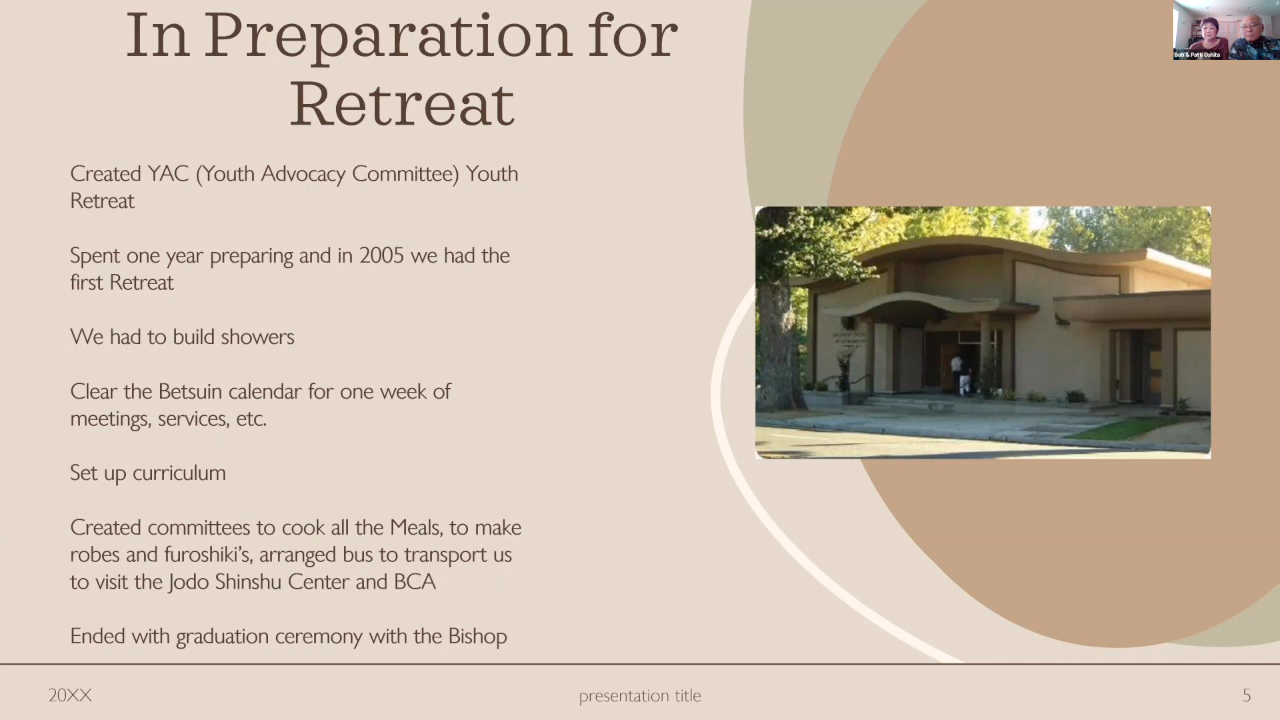 In Preparation for
Retreat
Bob & Patti Oshita
Created YAC (Youth Advocacy Committee) Youth
Retreat
Spent one year preparing and in 2005 we had the
first Retreat
We had to build showers
Clear the Betsuin calendar for one week of
meetings, services, etc.
Set up curriculum
Created committees to cook all the Meals, to make
robes and furoshiki's, arranged bus to transport us
to visit the Jodo Shinshu Center and BCA
Ended with graduation ceremony with the Bishop
20XX
presentation title
5